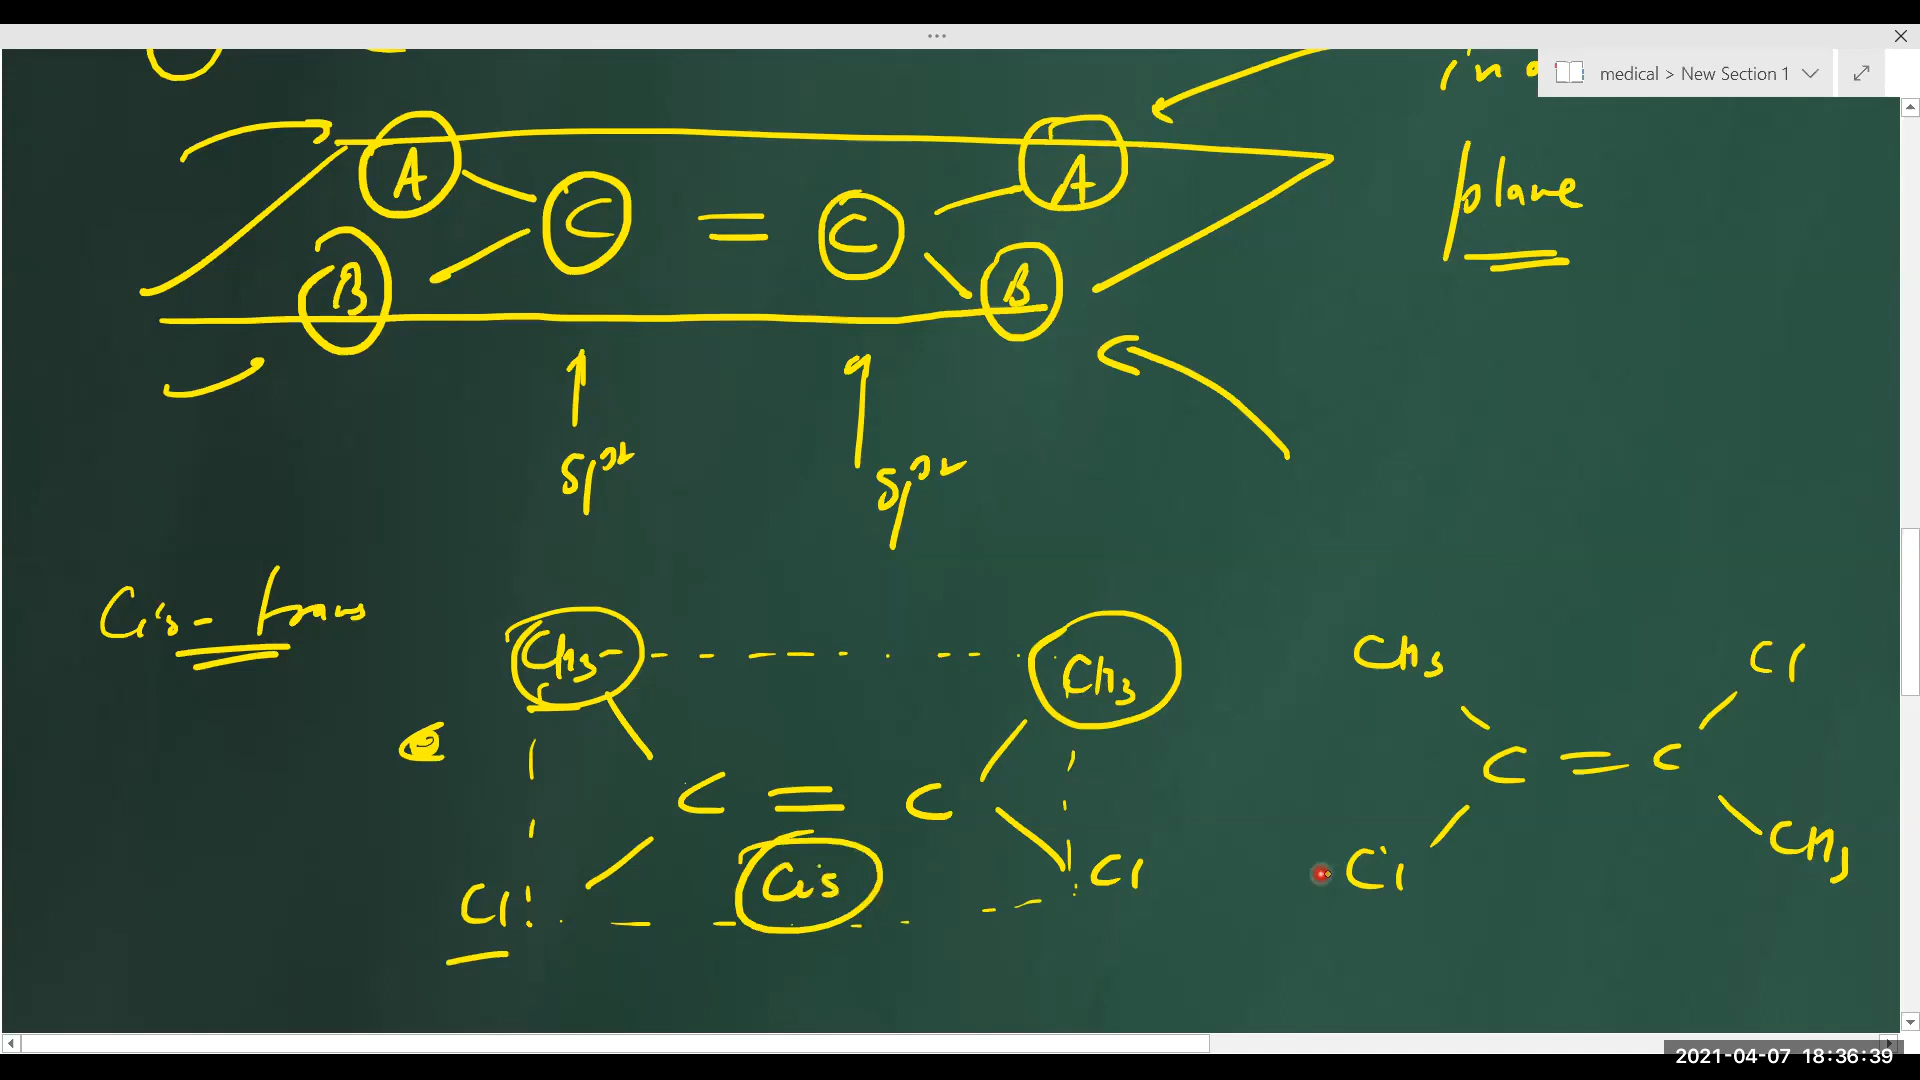 in a
medical > New Section 1
A A
C = C
B B
plane
sp²
sp²
Cis - trans
CH3 CH3
C = C
Cl Cl
Cis
CH3 Cl
C = C
Cl CH3
2021-04-07 18:36:39